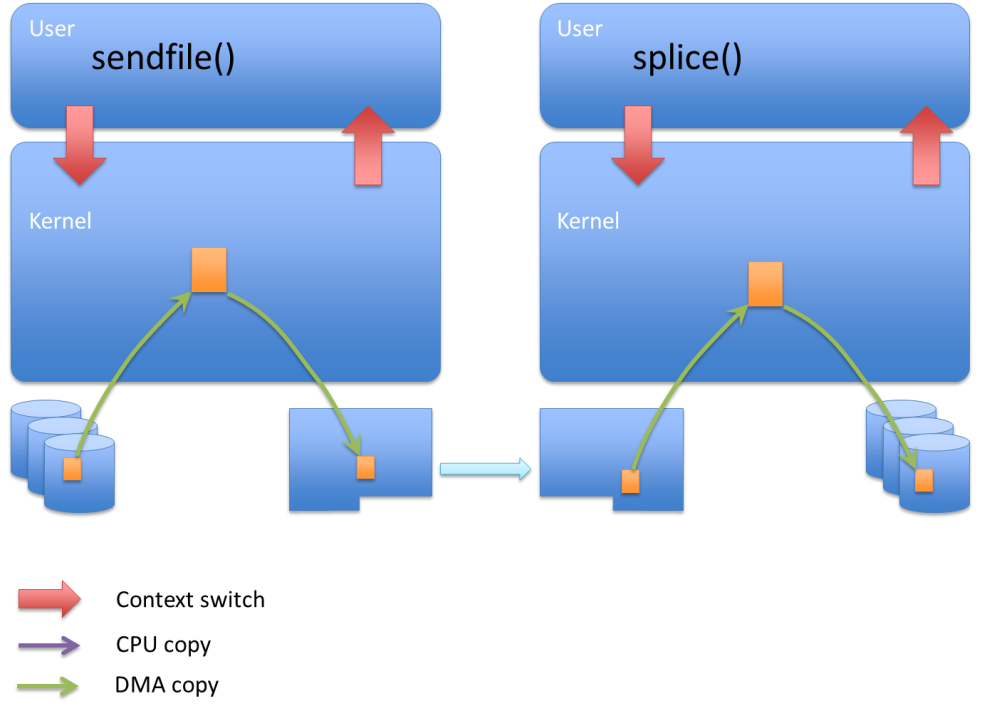 User
sendfile()
Kernel
User
splice()
Kernel
Context switch
CPU copy
DMA copy